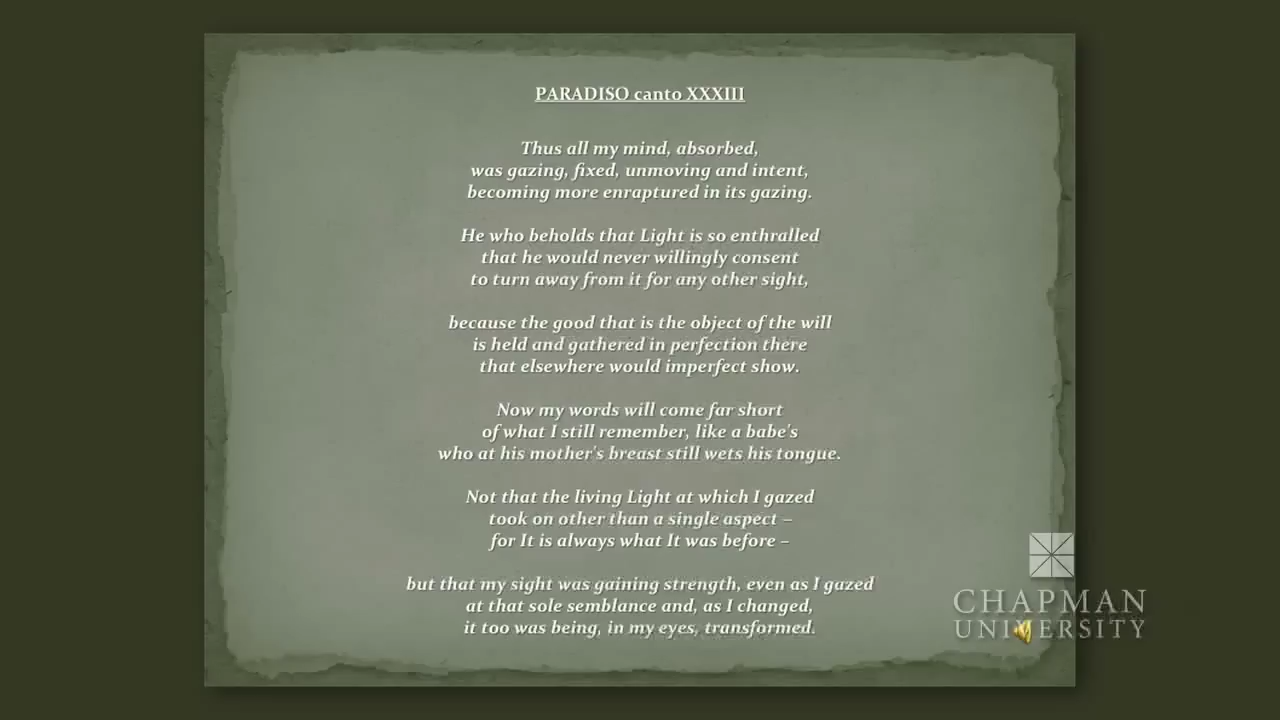 PARADISO canto XXXIII
Thus all my mind, absorbed,
was gazing, fixed, unmoving and intent,
becoming more enraptured in its gazing.
He who beholds that Light is so enthralled
that he would never willingly consent
to turn away from it for any other sight,
because the good that is the object of the will
is held and gathered in perfection there
that elsewhere would imperfect show.
Now my words will come far short
of what I still remember, like a babe's
who at his mother's breast still wets his tongue.
Not that the living Light at which I gazed
took on other than a single aspect –
for It is always what It was before –
but that my sight was gaining strength, even as I gazed
at that sole semblance and, as I changed,
it too was being, in my eyes, transformed.
CHAPMAN
UNIVERSITY